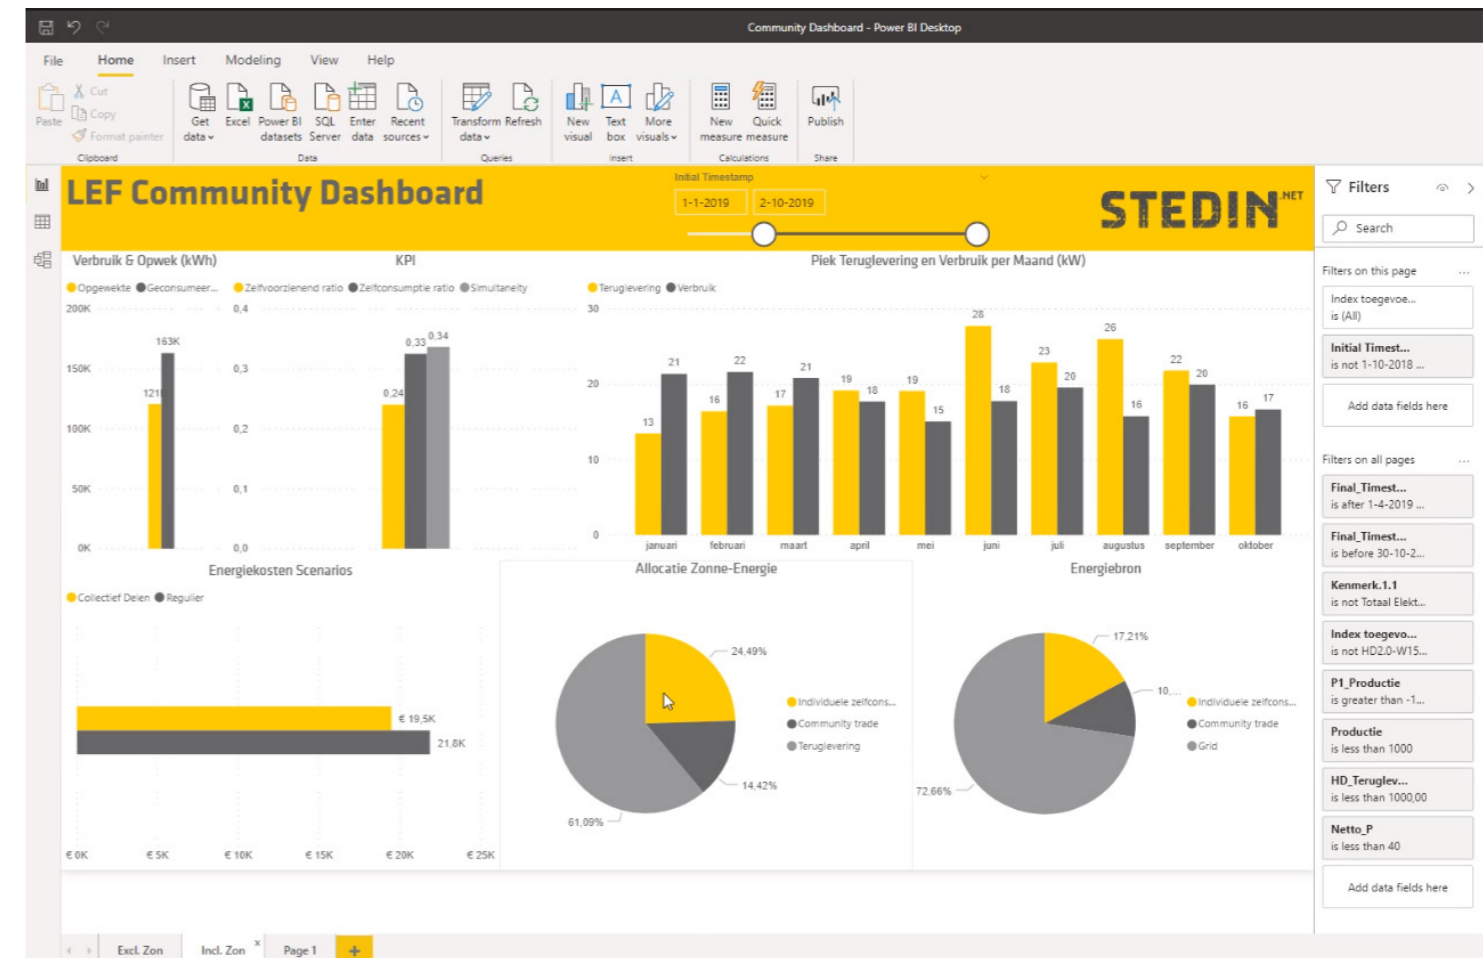 Community Dashboard - Power BI Desktop
File Home Insert Modeling View Help
Paste
Cut
Copy
Format painter
Clipboard
Get data
Excel
Power BI datasets
SQL Server
Enter data
Recent sources
Data
Transform data
Refresh
Queries
New visual
Text box
More visuals
Insert
New measure
Quick measure
Calculations
Publish
Share
LEF Community Dashboard
Initial Timestamp
1-1-2019 2-10-2019
STEDIN.NET
Verbruik & Opwek (kWh)
Opgewekte Geconsumeer...
200K
150K
100K
50K
0K
163K
121
KPI
Zelfvoorzienend ratio Zelfconsumptie ratio Simultaneity
0,4
0,3
0,2
0,1
0,0
0,24
0,33
0,34
Piek Teruglevering en Verbruik per Maand (kW)
Teruglevering Verbruik
30
20
10
0
13 21 16 22 17 21 19 18 19 15 28 18 23 20 26 16 22 20 16 17
januari februari maart april mei juni juli augustus september oktober
Energiekosten Scenarios
Collectief Delen Regulier
€ 19,5K
21,8K
€ 0K € 5K € 10K € 15K € 20K € 25K
Allocatie Zonne-Energie
24,49%
14,42%
61,09%
Individuele zelfcons...
Community trade
Teruglevering
Energiebron
17,21%
10,...
72,66%
Individuele zelfcons...
Community trade
Grid
Filters
Search
Filters on this page ...
Index toegevoe...
is (All)
Initial Timest...
is not 1-10-2018 ...
Add data fields here
Filters on all pages ...
Final_Timest...
is after 1-4-2019 ...
Final_Timest...
is before 30-10-2...
Kenmerk.1.1
is not Totaal Elekt...
Index toegevo...
is not HD2.0-W15...
P1_Productie
is greater than -1...
Productie
is less than 1000
HD_Teruglev...
is less than 1000,00
Netto_P
is less than 40
Add data fields here
Excl. Zon Incl. Zon x Page 1 +